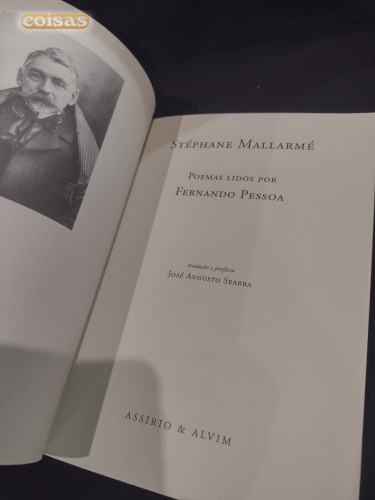 coisas
STÉPHANE MALLARMÉ
POEMAS LIDOS POR
FERNANDO PESSOA
tradução e prefácio
JOSÉ AUGUSTO SEABRA
ASSÍRIO & ALVIM